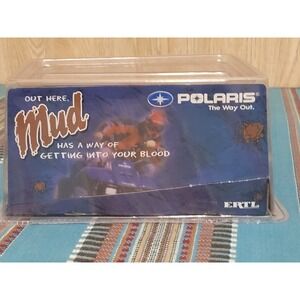 OUT HERE,
Mud
HAS A WAY OF
GETTING INTO YOUR BLOOD
POLARIS®
The Way Out.
ERTL